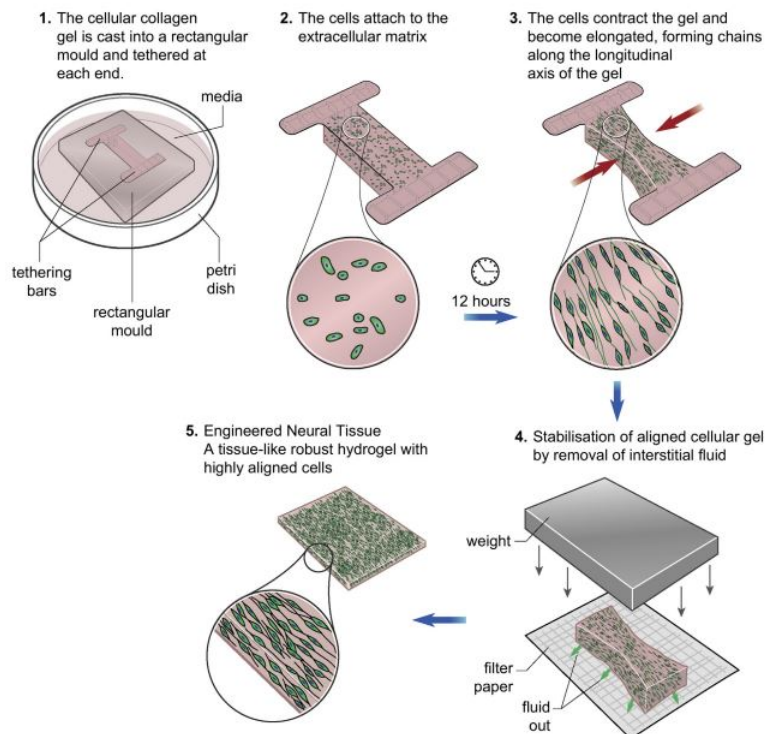 1. The cellular collagen
gel is cast into a rectangular
mould and tethered at
each end.
media
tethering
bars
rectangular
mould
petri
dish
2. The cells attach to the
extracellular matrix
12 hours
3. The cells contract the gel and
become elongated, forming chains
along the longitudinal
axis of the gel
4. Stabilisation of aligned cellular gel
by removal of interstitial fluid
weight
filter
paper
fluid
out
5. Engineered Neural Tissue
A tissue-like robust hydrogel with
highly aligned cells